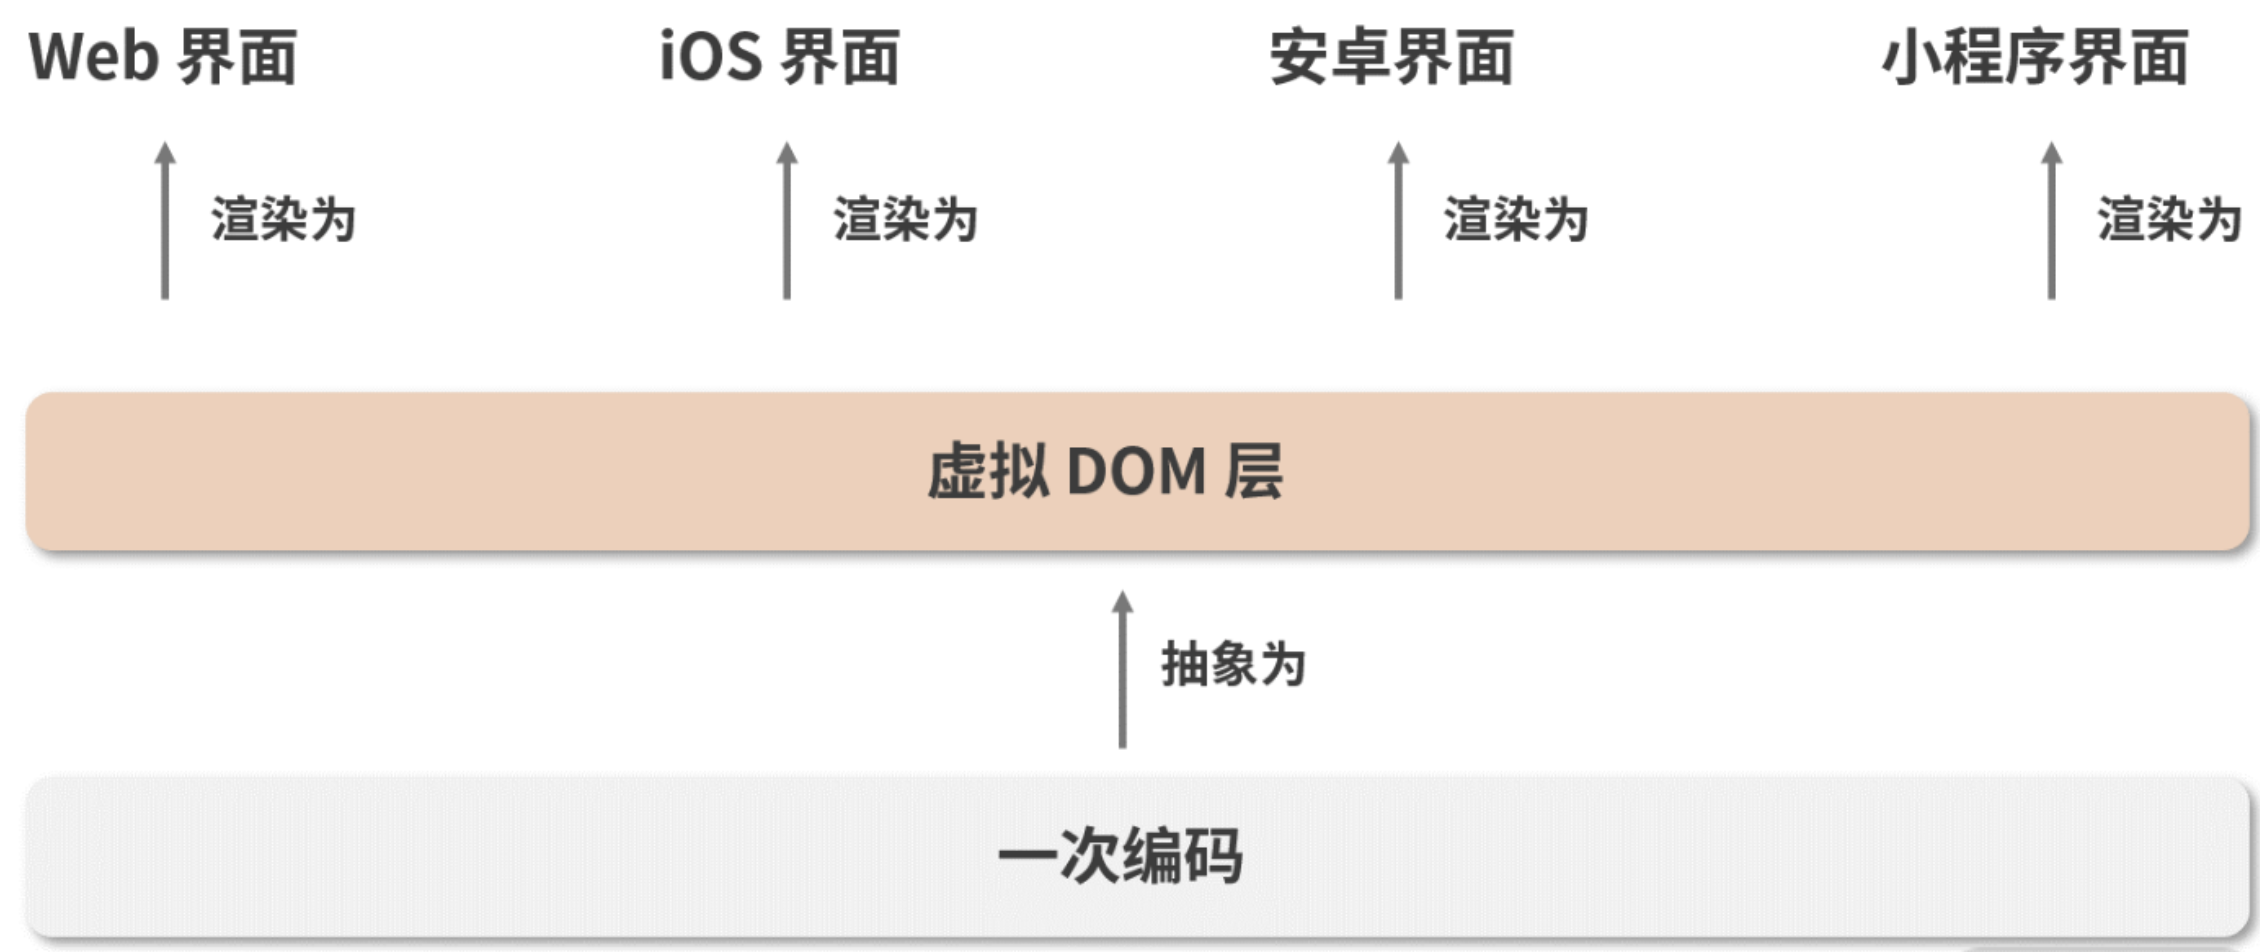 Web 界面
iOS 界面
安卓界面
小程序界面
渲染为
渲染为
渲染为
渲染为
虚拟 DOM 层
抽象为
一次编码